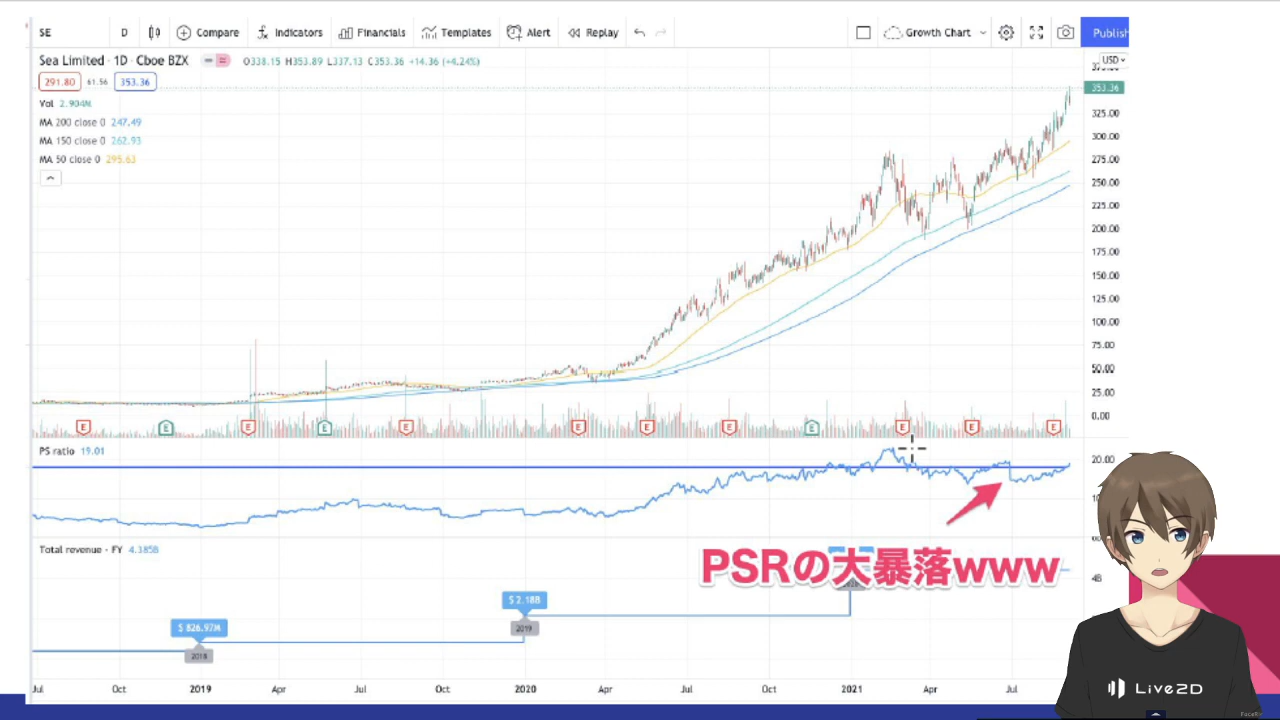 SE D Compare Indicators Financials Templates Alert Replay Growth Chart Publish
Sea Limited · 1D · Cboe BZX O338.15 H353.89 L337.13 C353.36 +14.36 (+4.24%)
USD
291.80 61.56 353.36
353.36
Vol 2.904M
MA 200 close 0 247.49
MA 150 close 0 262.93
MA 50 close 0 295.63
325.00
300.00
275.00
250.00
225.00
200.00
175.00
150.00
125.00
100.00
75.00
50.00
25.00
0.00
E E E E E E E E E E E E
PS ratio 19.01
20.00
Total revenue · FY 4.385B
PSRの大暴落www
4B
$ 2.18B
2019
$ 826.97M
2018
Jul Oct 2019 Apr Jul Oct 2020 Apr Jul Oct 2021 Apr Jul
Live2D